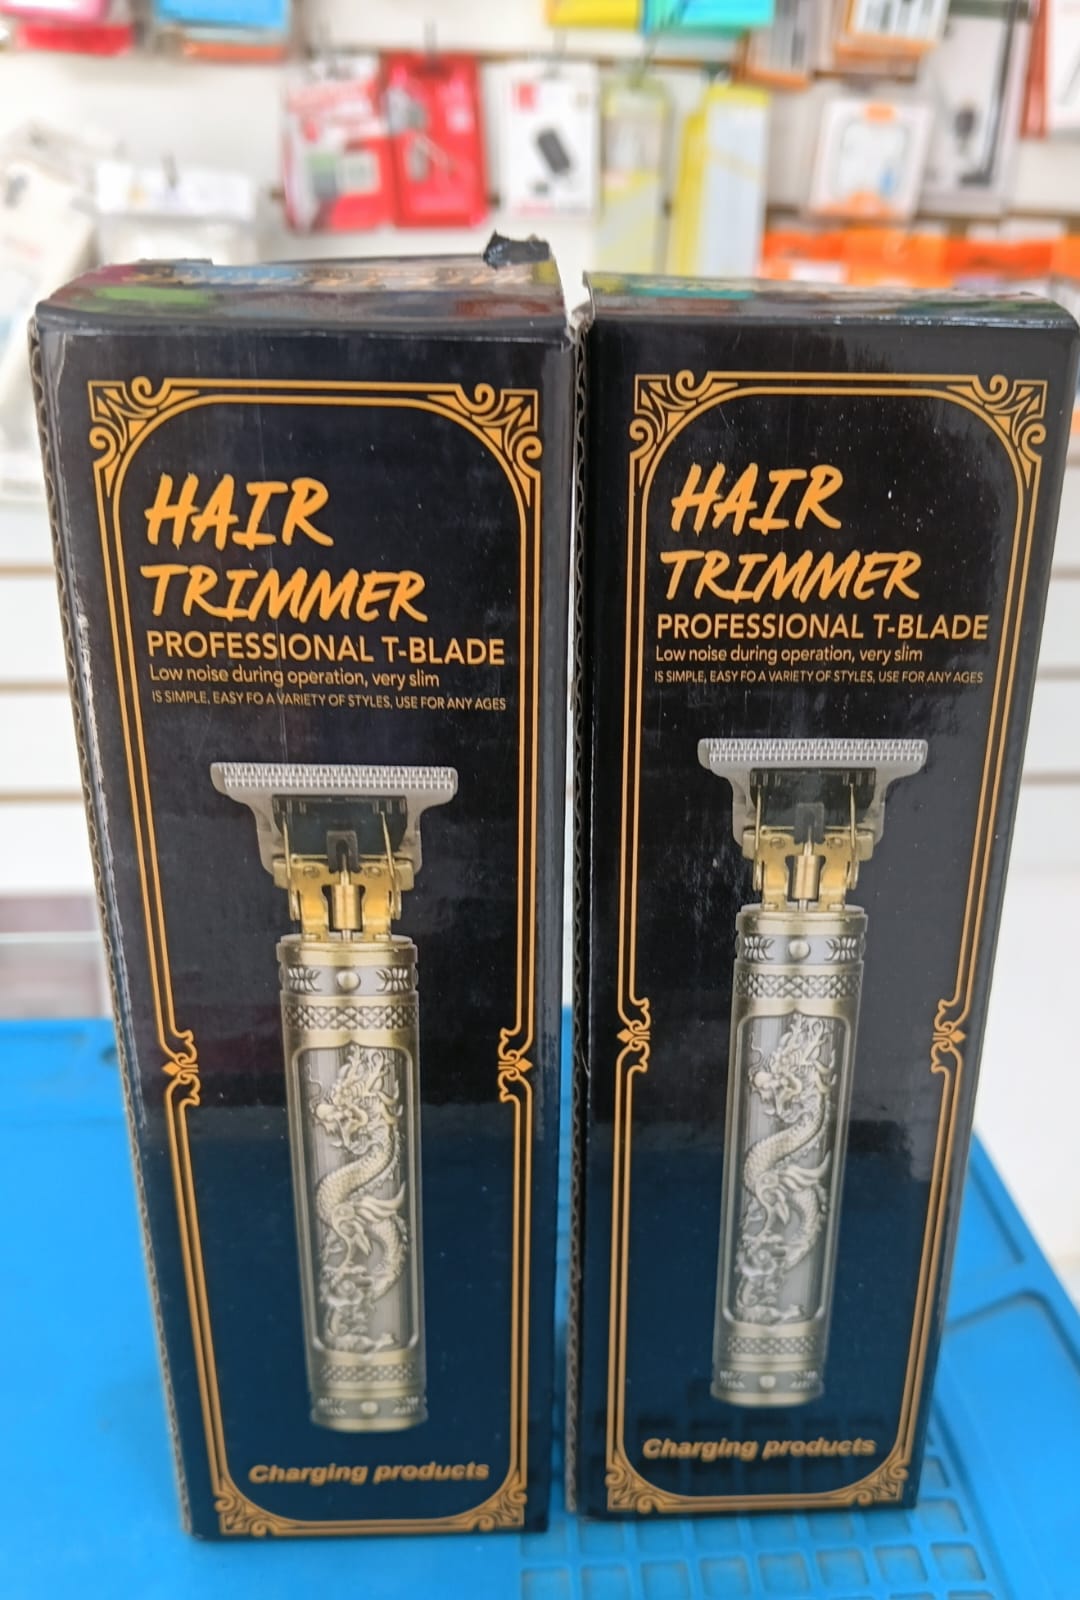 HAIR
TRIMMER
PROFESSIONAL T-BLADE
Low noise during operation, very slim
IS SIMPLE, EASY FO A VARIETY OF STYLES, USE FOR ANY AGES
Charging products
HAIR
TRIMMER
PROFESSIONAL T-BLADE
Low noise during operation, very slim
IS SIMPLE, EASY FO A VARIETY OF STYLES, USE FOR ANY AGES
Charging products